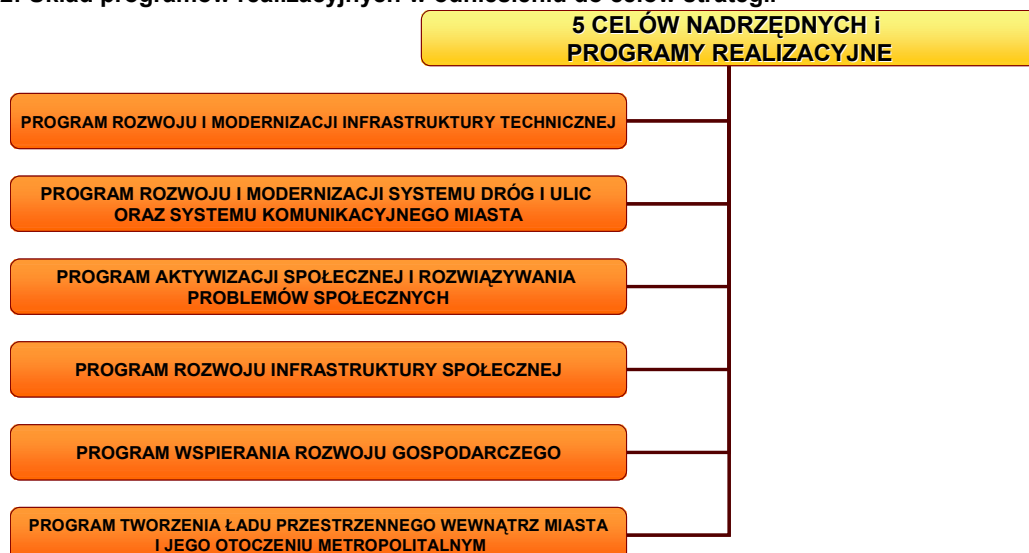 2. Układ programów realizacyjnych w odniesieniu do celów strategii
5 CELÓW NADRZĘDNYCH i
PROGRAMY REALIZACYJNE
PROGRAM ROZWOJU I MODERNIZACJI INFRASTRUKTURY TECHNICZNEJ
PROGRAM ROZWOJU I MODERNIZACJI SYSTEMU DRÓG I ULIC
ORAZ SYSTEMU KOMUNIKACYJNEGO MIASTA
PROGRAM AKTYWIZACJI SPOŁECZNEJ I ROZWIĄZYWANIA
PROBLEMÓW SPOŁECZNYCH
PROGRAM ROZWOJU INFRASTRUKTURY SPOŁECZNEJ
PROGRAM WSPIERANIA ROZWOJU GOSPODARCZEGO
PROGRAM TWORZENIA ŁADU PRZESTRZENNEGO WEWNĄTRZ MIASTA
I JEGO OTOCZENIU METROPOLITALNYM